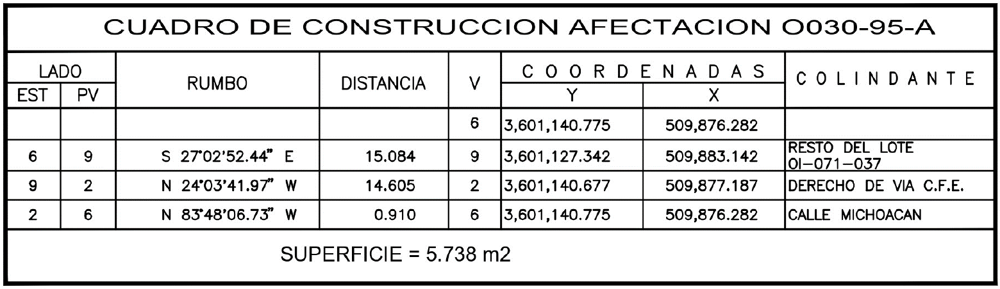 CUADRO DE CONSTRUCCION AFECTACION O030-95-A
LADO RUMBO DISTANCIA V COORDENADAS COLINDANTE
EST PV Y X
6 3,601,140.775 509,876.282
6 9 S 27°02'52.44" E 15.084 9 3,601,127.342 509,883.142 RESTO DEL LOTE OI-071-037
9 2 N 24°03'41.97" W 14.605 2 3,601,140.677 509,877.187 DERECHO DE VIA C.F.E.
2 6 N 83°48'06.73" W 0.910 6 3,601,140.775 509,876.282 CALLE MICHOACAN
SUPERFICIE = 5.738 m2